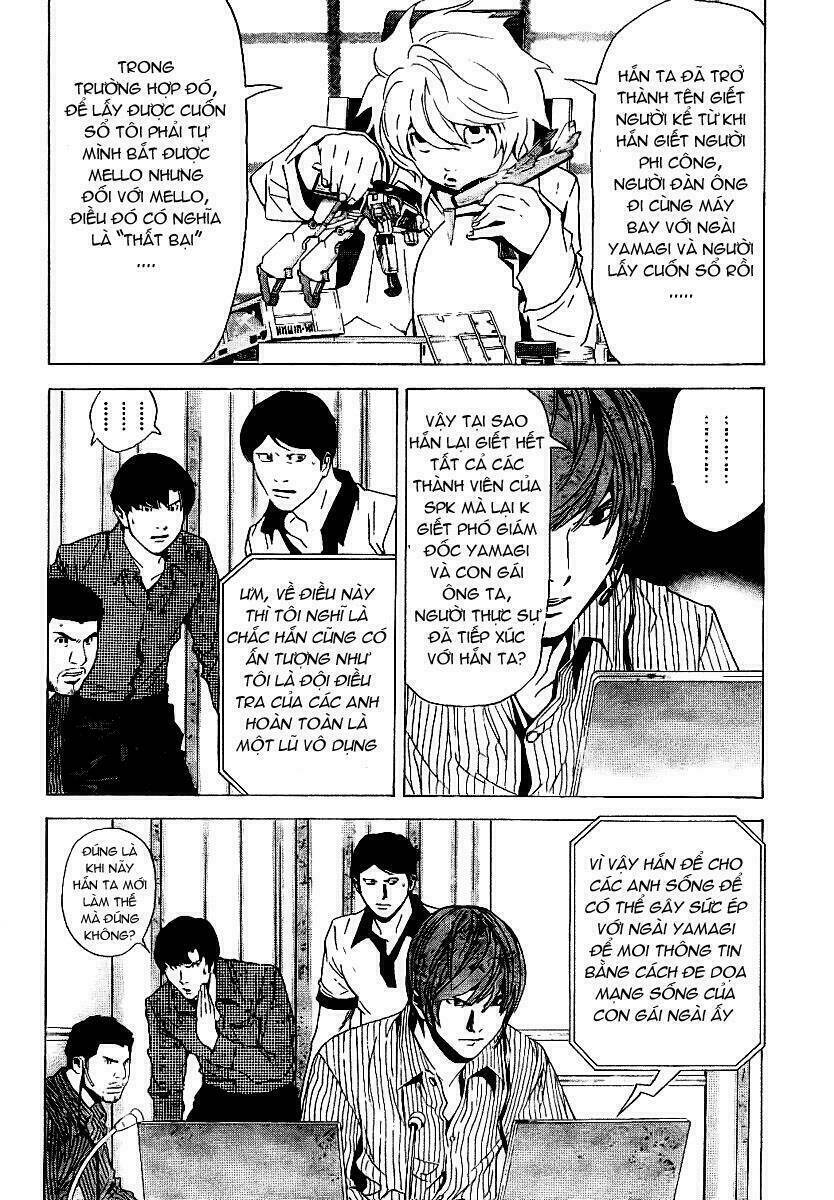 HẮN TA ĐÃ TRỞ
THÀNH TÊN GIẾT
NGƯỜI KỂ TỪ KHI
HẮN GIẾT NGƯỜI
PHI CÔNG,
NGƯỜI ĐÀN ÔNG
ĐI CÙNG MÁY
BAY VỚI NGÀI
YAMAGI VÀ NGƯỜI
LẤY CUỐN SỔ RỒI
.....
TRONG
TRƯỜNG HỢP ĐÓ,
ĐỂ LẤY ĐƯỢC CUỐN
SỔ TÔI PHẢI TỰ
MÌNH BẮT ĐƯỢC
MELLO NHƯNG
ĐỐI VỚI MELLO,
ĐIỀU ĐÓ CÓ NGHĨA
LÀ "THẤT BẠI"
....
VẬY TẠI SAO
HẮN LẠI GIẾT HẾT
TẤT CẢ CÁC
THÀNH VIÊN CỦA
SPK MÀ LẠI K
GIẾT PHÓ GIÁM
ĐỐC YAMAGI
VÀ CON GÁI
ÔNG TA,
NGƯỜI THỰC SỰ
ĐÃ TIẾP XÚC
VỚI HẮN TA?
ƯM, VỀ ĐIỀU NÀY
THÌ TÔI NGHĨ LÀ
CHẮC HẮN CŨNG CÓ
ẤN TƯỢNG NHƯ
TÔI LÀ ĐỘI ĐIỀU
TRA CỦA CÁC ANH
HOÀN TOÀN LÀ
MỘT LŨ VÔ DỤNG
VÌ VẬY HẮN ĐỂ CHO
CÁC ANH SỐNG ĐỂ
CÓ THỂ GÂY SỨC ÉP
VỚI NGÀI YAMAGI
ĐỂ MOI THÔNG TIN
BẰNG CÁCH ĐE DỌA
MẠNG SỐNG CỦA
CON GÁI NGÀI ẤY
ĐÚNG LÀ
KHI NÃY
HẮN TA MỚI
LÀM THẾ
MÀ ĐÚNG
KHÔNG?